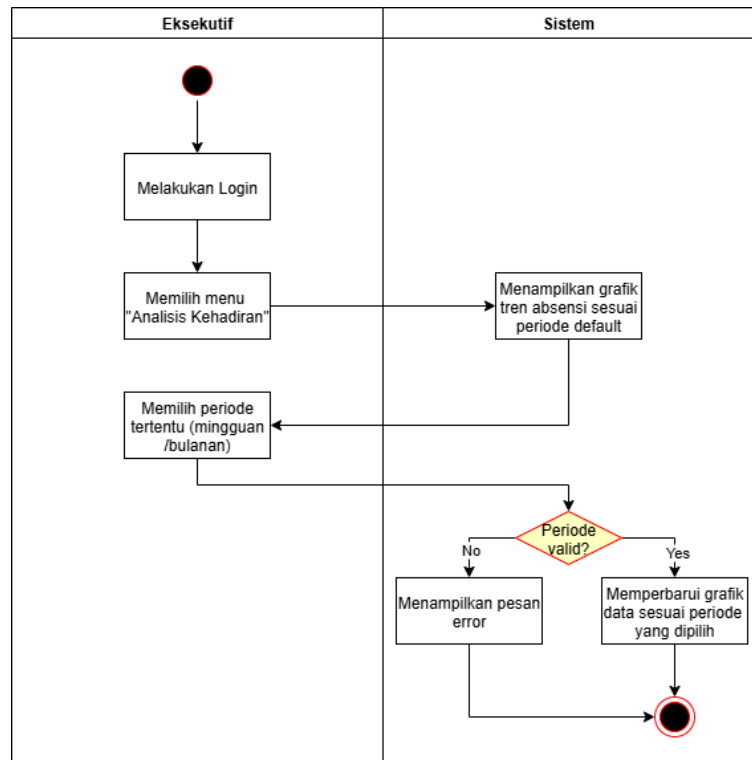 Eksekutif
Sistem
Melakukan Login
Memilih menu
"Analisis Kehadiran"
Menampilkan grafik
tren absensi sesuai
periode default
Memilih periode
tertentu (mingguan
/bulanan)
Periode
valid?
No
Yes
Menampilkan pesan
error
Memperbarui grafik
data sesuai periode
yang dipilih